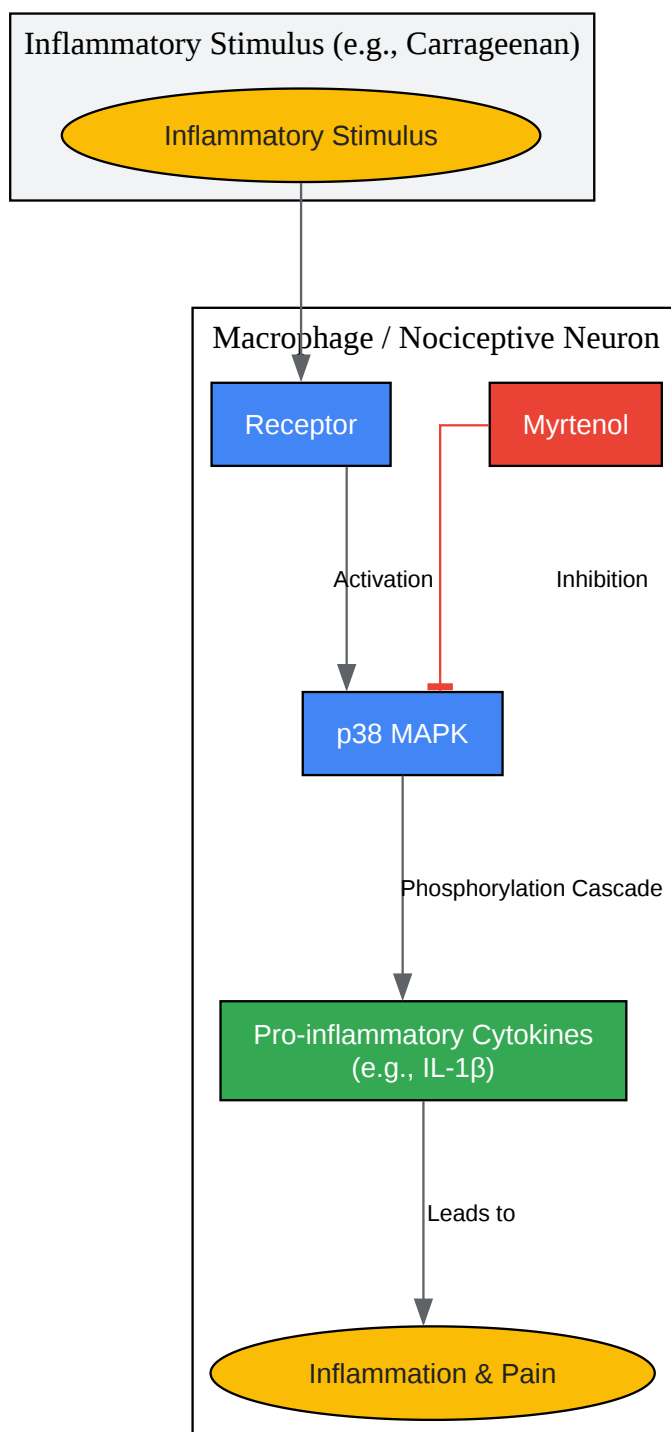 Inflammatory Stimulus (e.g., Carrageenan)
Inflammatory Stimulus
Macrophage / Nociceptive Neuron
Receptor
Myrtenol
Activation
Inhibition
p38 MAPK
Phosphorylation Cascade
Pro-inflammatory Cytokines
(e.g., IL-1β)
Leads to
Inflammation & Pain